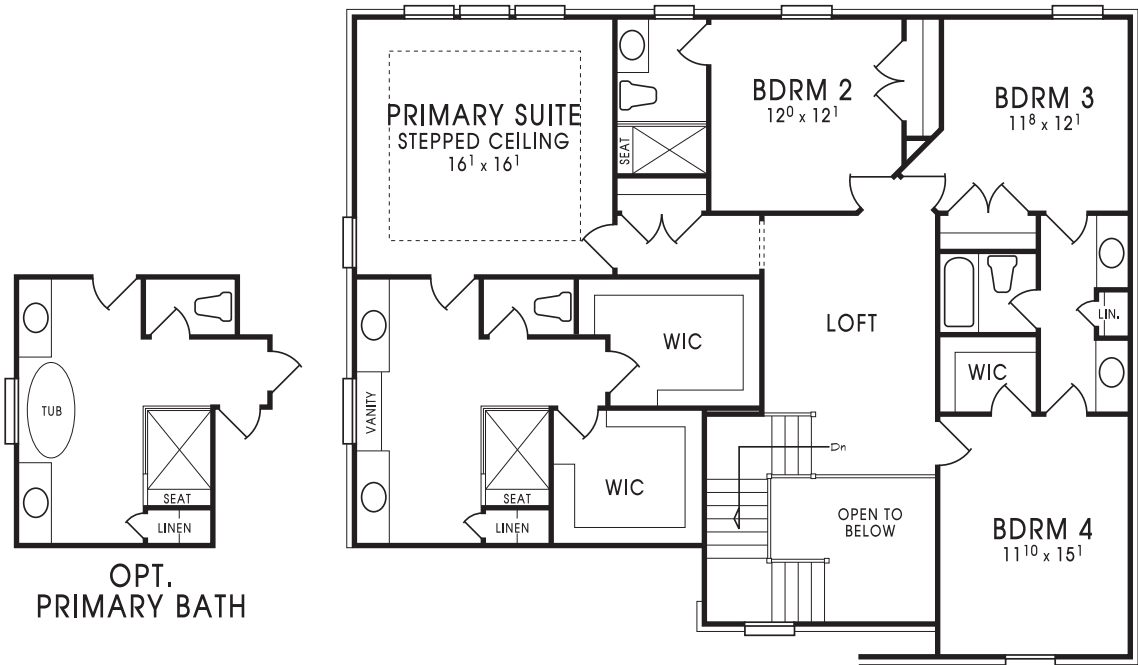 PRIMARY SUITE
STEPPED CEILING
16¹ x 16¹
SEAT
BDRM 2
12⁰ x 12¹
BDRM 3
11⁸ x 12¹
LOFT
LIN.
WIC
WIC
VANITY
WIC
SEAT
LINEN
Dn
OPEN TO
BELOW
BDRM 4
11¹⁰ x 15¹
TUB
SEAT
LINEN
OPT.
PRIMARY BATH